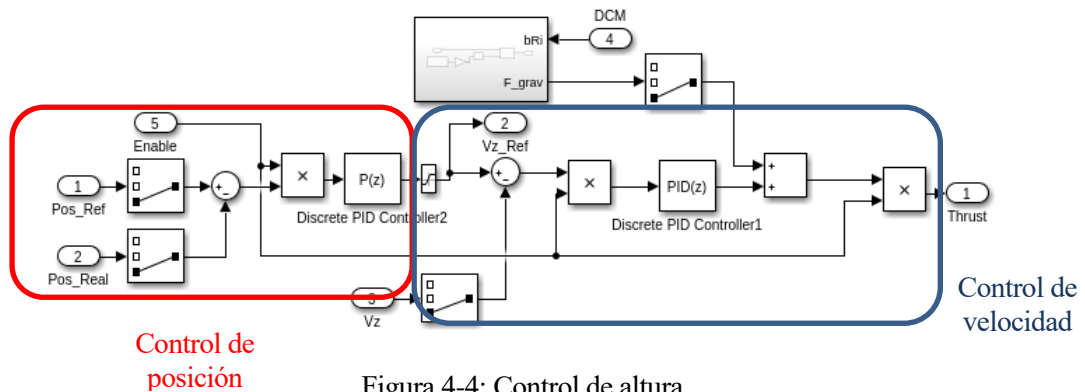 DCM
4
bRi
F_grav
5
Enable
2
Vz_Ref
1
Pos_Ref
×
P(z)
Discrete PID Controller2
+
-
+
-
×
PID(z)
Discrete PID Controller1
+
+
×
1
Thrust
2
Pos_Real
3
Vz
Control de
posición
Control de
velocidad
Figura 4-4: Control de altura